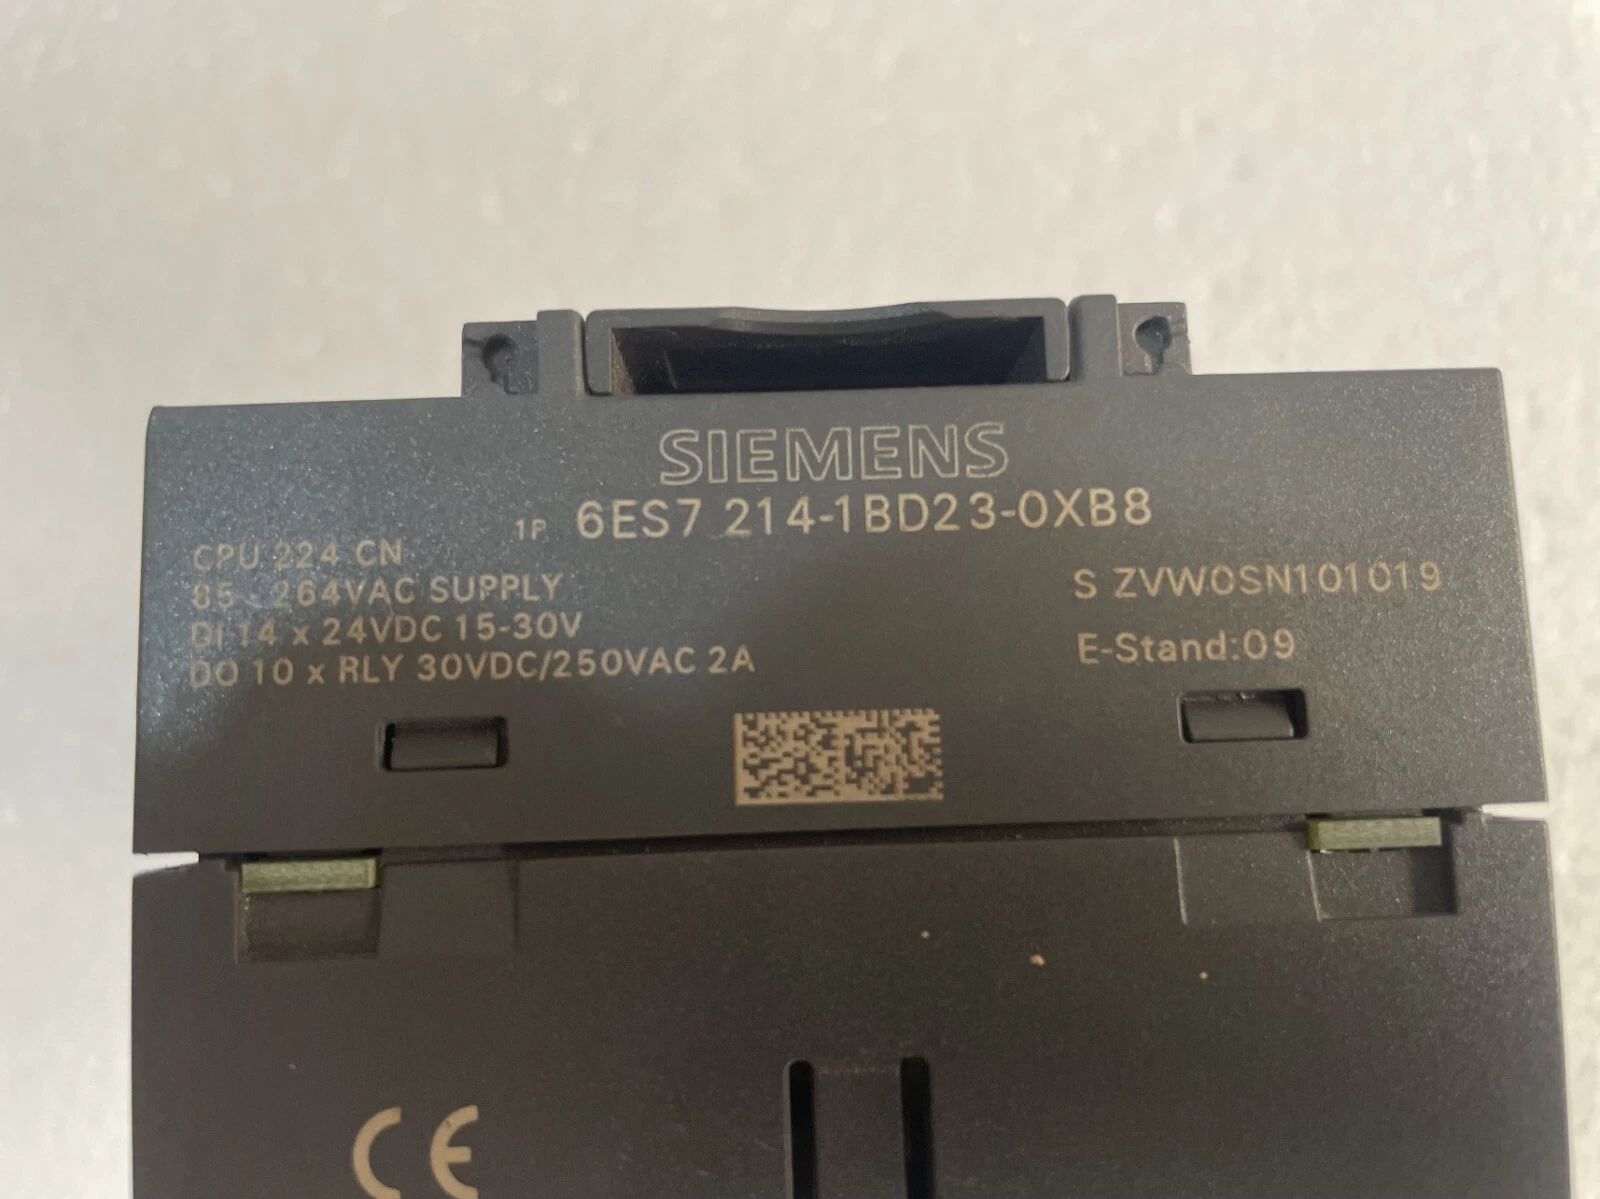 SIEMENS
1P 6ES7 214-1BD23-0XB8
CPU 224 CN
85 - 264VAC SUPPLY
DI 14 x 24VDC 15-30V
DO 10 x RLY 30VDC/250VAC 2A
S ZVW0SN101019
E-Stand:09
CE